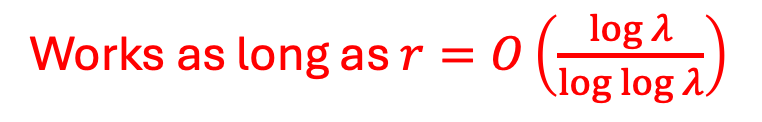 Works as long as r = O (log λ / log log λ)